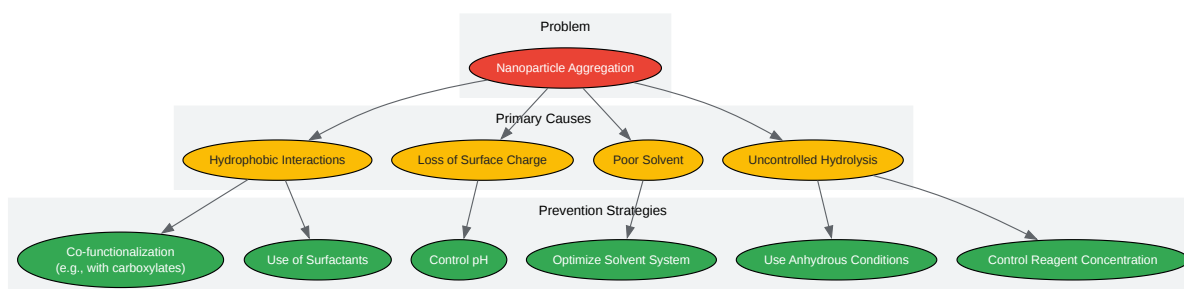 Problem
Nanoparticle Aggregation
Primary Causes
Hydrophobic Interactions
Loss of Surface Charge
Poor Solvent
Uncontrolled Hydrolysis
Prevention Strategies
Co-functionalization
(e.g., with carboxylates)
Use of Surfactants
Control pH
Optimize Solvent System
Use Anhydrous Conditions
Control Reagent Concentration